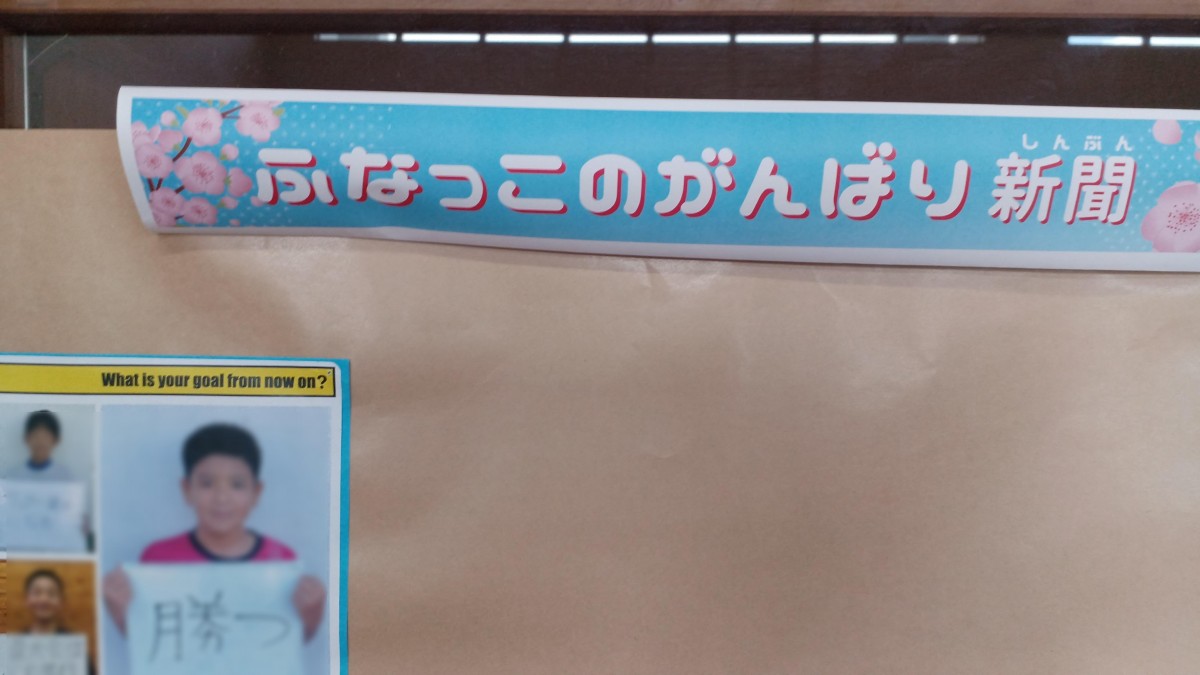 しんぶん
ふなっこのがんばり新聞
What is your goal from now on?
勝つ